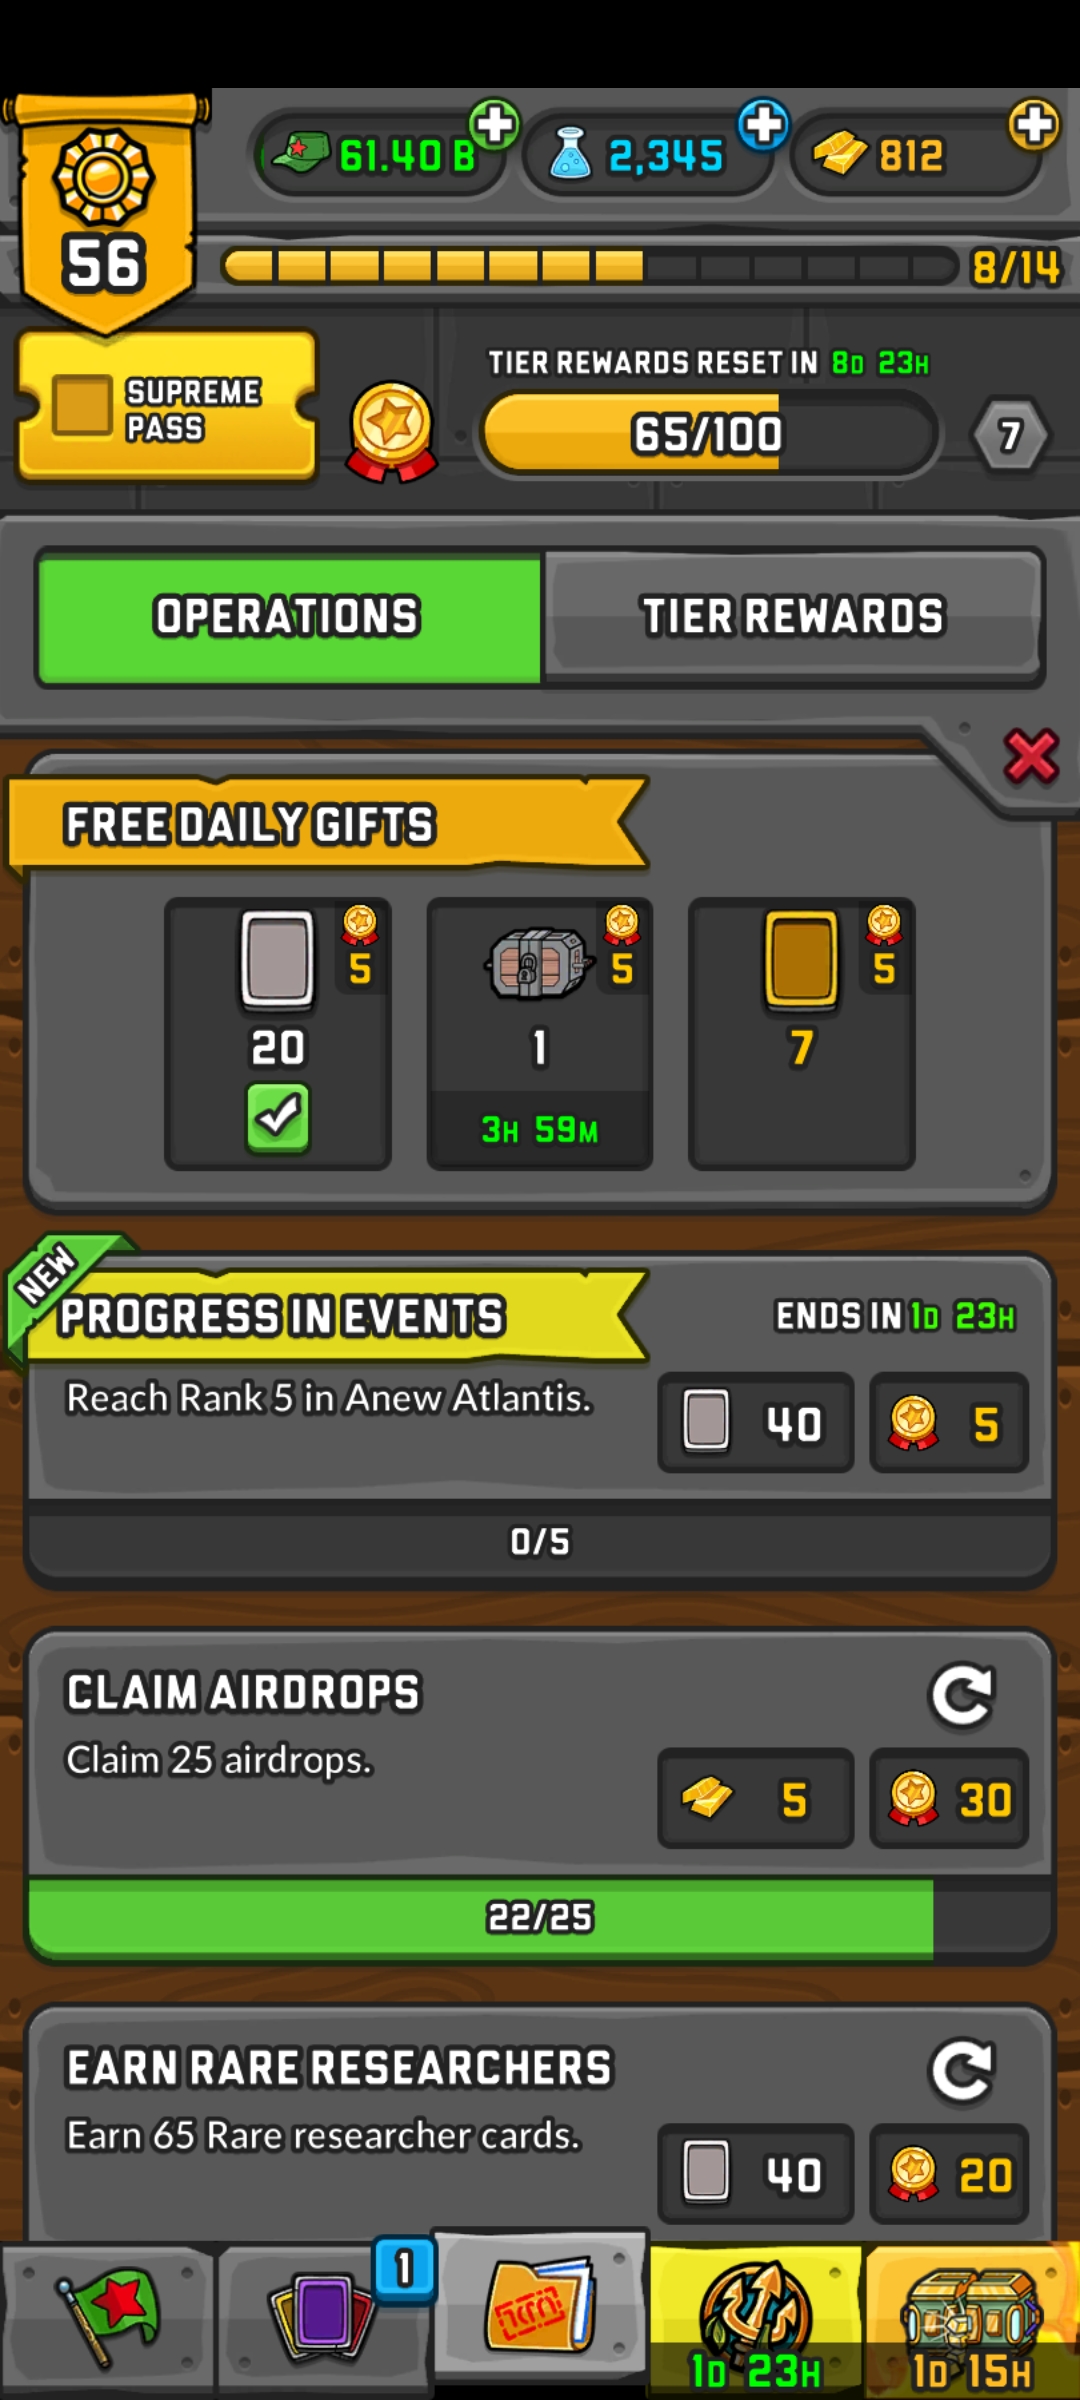 61.40 B
2,345
812
56
8/14
SUPREME
PASS
TIER REWARDS RESET IN 8D 23H
65/100
7
OPERATIONS
TIER REWARDS
FREE DAILY GIFTS
5
5
5
20
1
7
3H 59M
NEW
PROGRESS IN EVENTS
ENDS IN 1D 23H
Reach Rank 5 in Anew Atlantis.
40
5
0/5
CLAIM AIRDROPS
Claim 25 airdrops.
5
30
22/25
EARN RARE RESEARCHERS
Earn 65 Rare researcher cards.
40
20
1
1D 23H
1D 15H